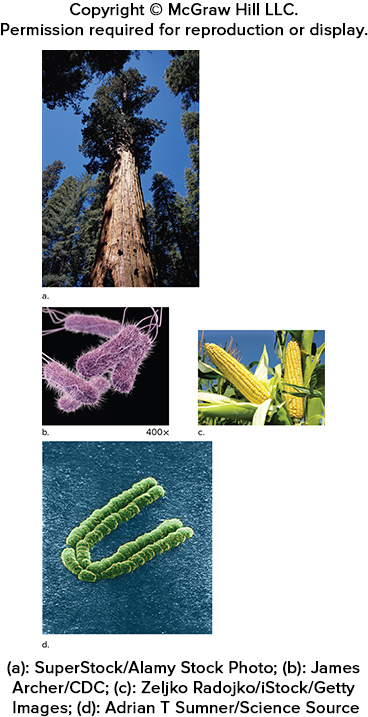 Copyright © McGraw Hill LLC.
Permission required for reproduction or display.
a.
b.
400×
c.
d.
(a): SuperStock/Alamy Stock Photo; (b): James
Archer/CDC; (c): Zeljko Radojko/iStock/Getty
Images; (d): Adrian T Sumner/Science Source